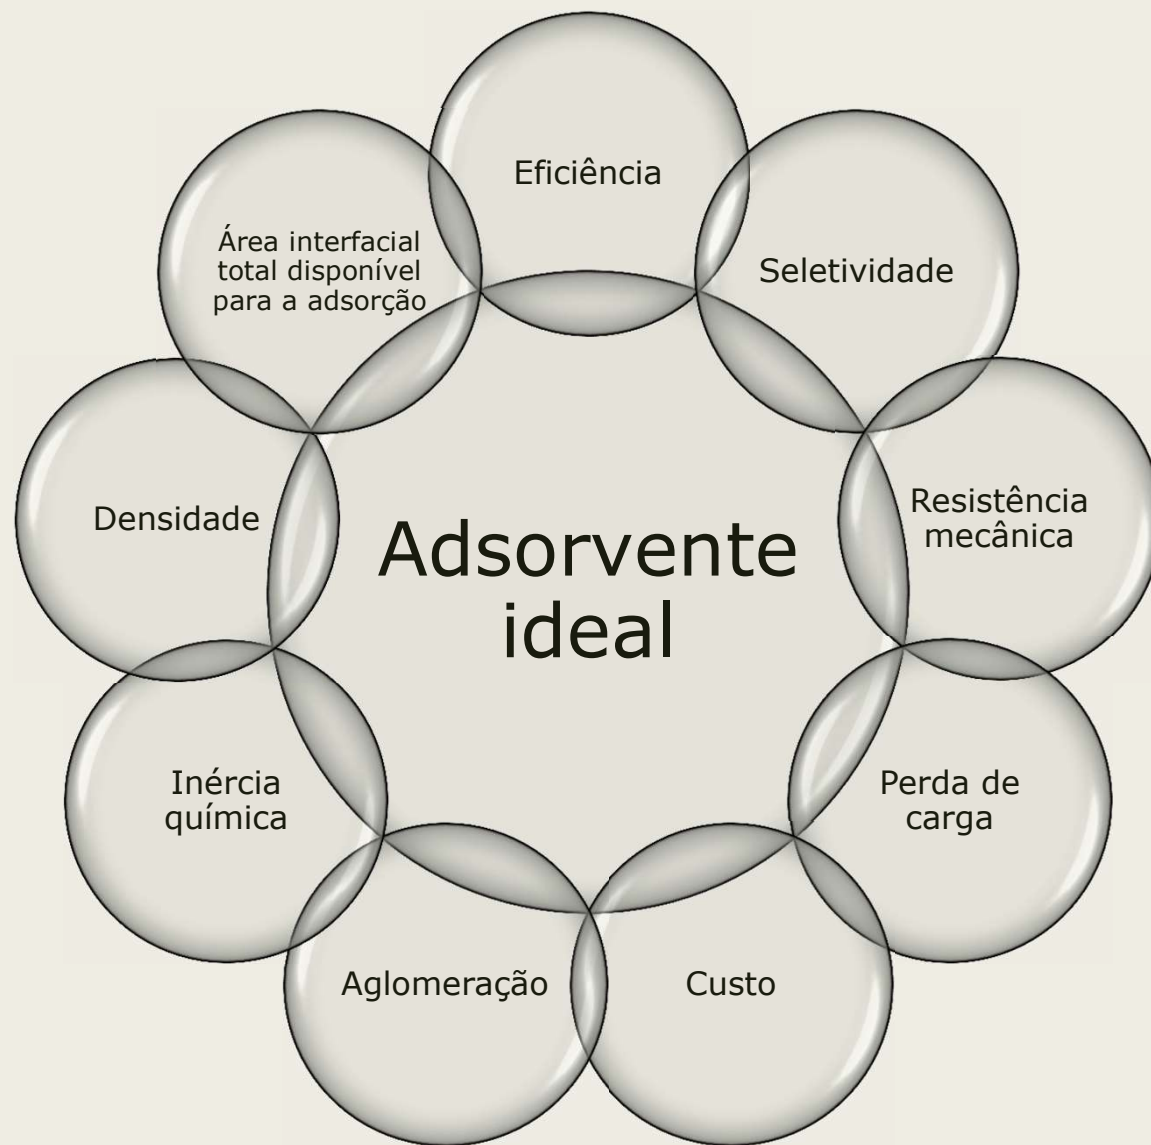 Eficiência
Seletividade
Resistência
mecânica
Perda de
carga
Custo
Aglomeração
Inércia
química
Densidade
Área interfacial
total disponível
para a adsorção
Adsorvente
ideal